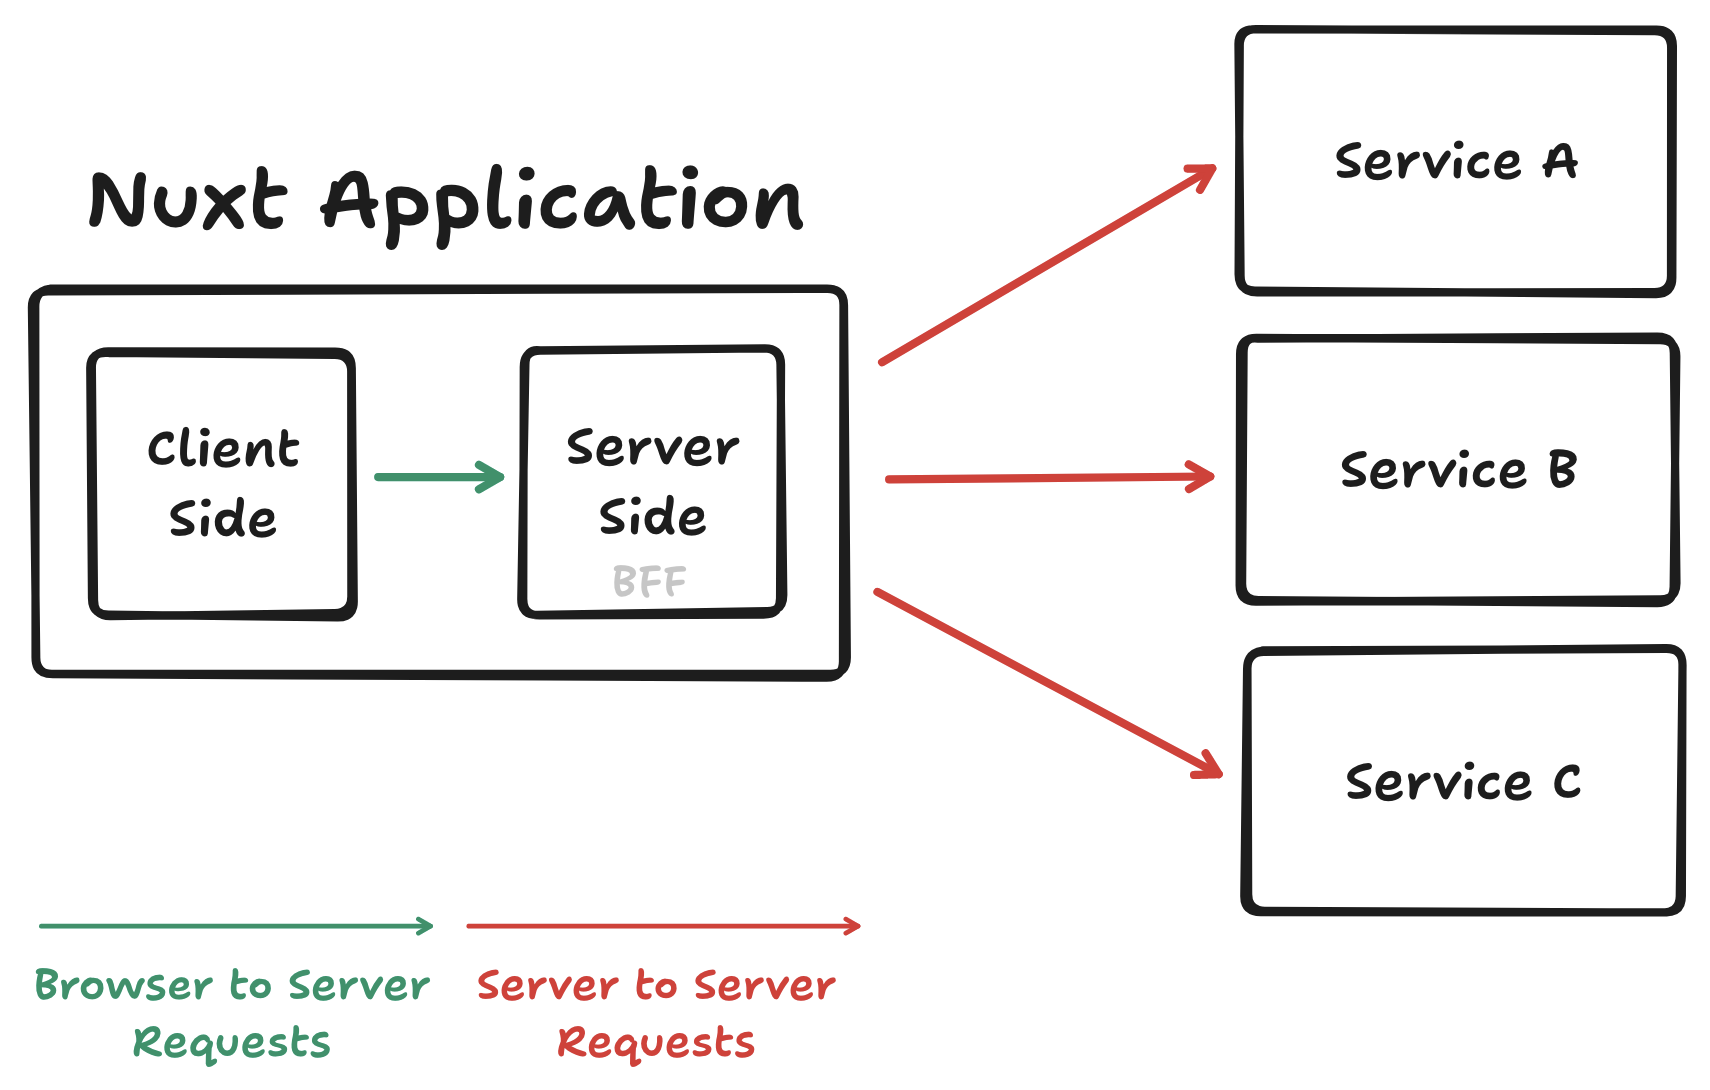 Nuxt Application
Client
Side
Server
Side
BFF
Service A
Service B
Service C
Browser to Server
Requests
Server to Server
Requests